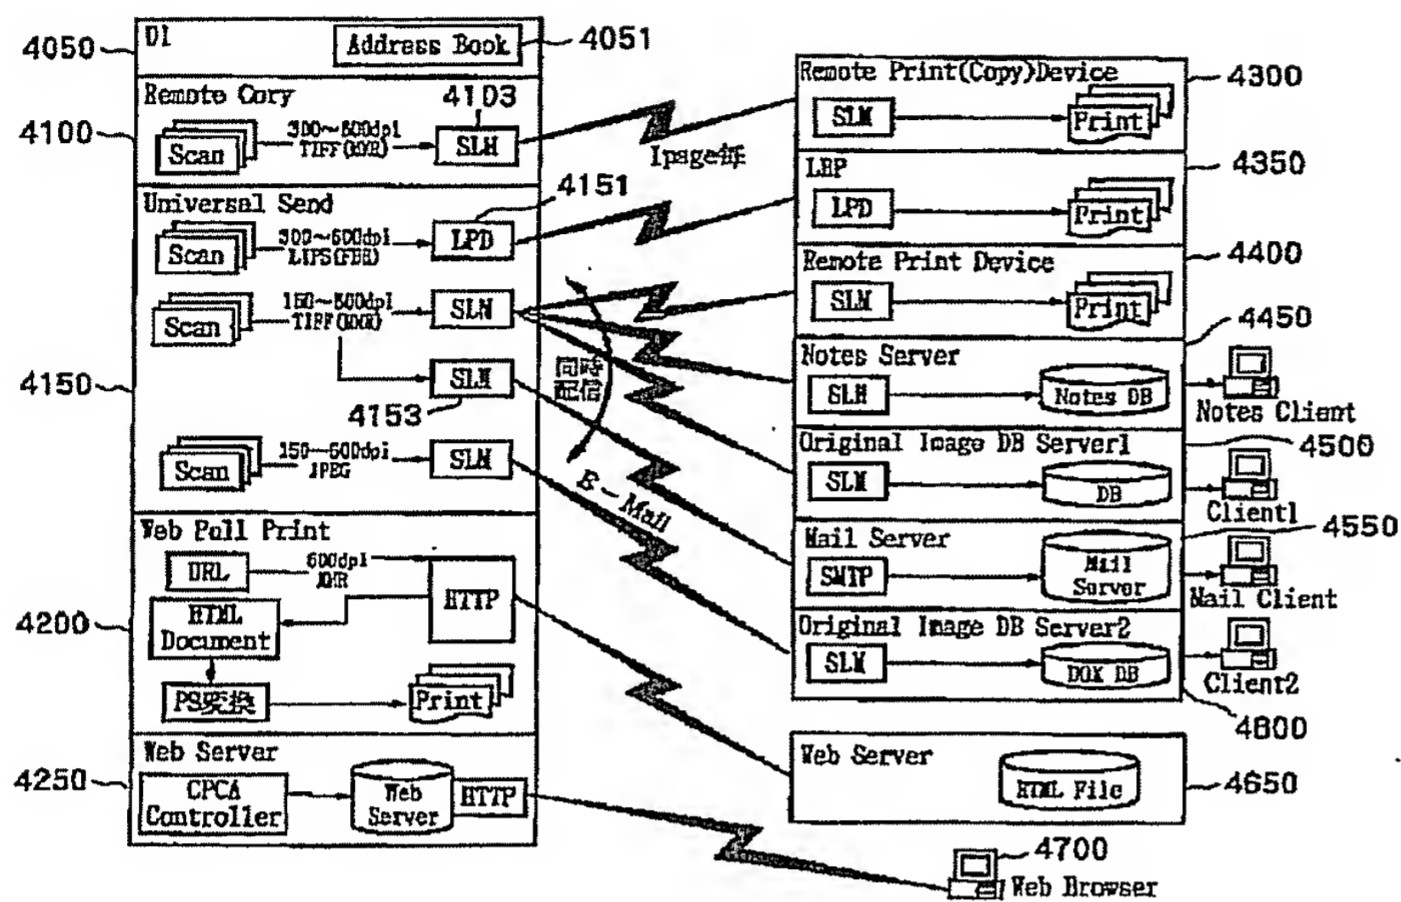 4050
DI
Address Book
4051
Remote Cory
4103
4100
Scan
300~600dpi
TIFF(MMR)
SLM
1page毎
Universal Send
4151
Scan
300~600dpi
LIPS(FBR)
LPD
Scan
150~600dpi
TIFF(MMR)
SLM
同時
配信
4150
SLM
4153
Scan
150~600dpi
JPEG
SLM
E-Mail
Web Pull Print
URL
600dpi
HTTP
4200
HTML
Document
PS変換
Print
Web Server
4250
CPCA
Controller
Web
Server
HTTP
Remote Print(Copy)Device
4300
SLM
Print
LBP
4350
LPD
Print
Remote Print Device
4400
SLM
Print
Notes Server
4450
SLM
Notes DB
Notes Client
Original Image DB Server1
4500
SLM
DB
Client1
Mail Server
4550
SMTP
Mail
Server
Mail Client
Original Image DB Server2
SLM
Client2
4600
Web Server
HTML File
4650
4700
Web Browser